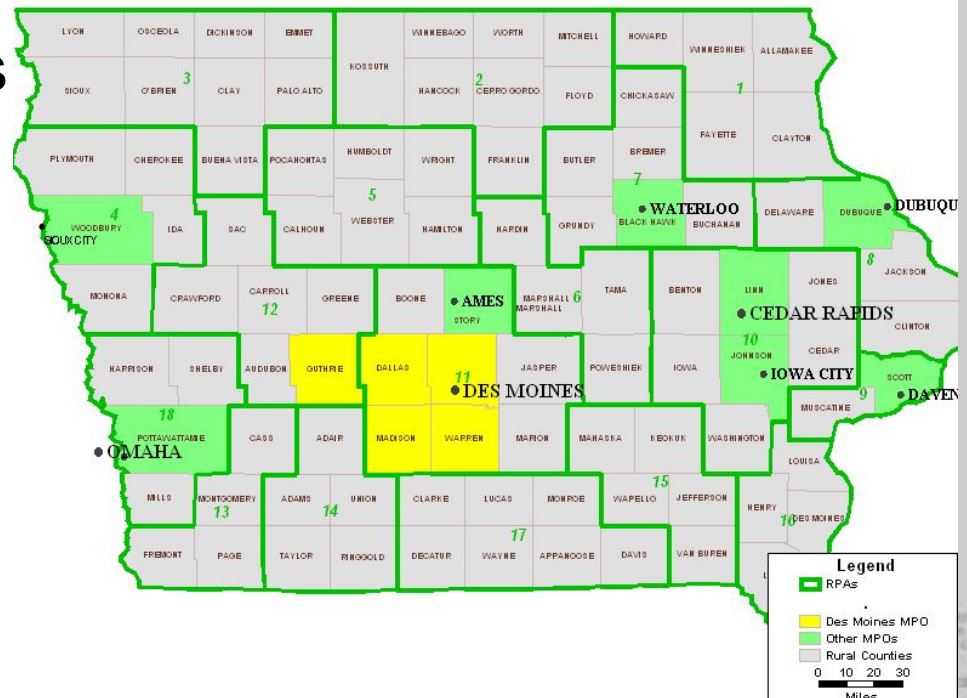 S
LYON OSCEOLA DICKINSON EMMET WINNEBAGO WORTH MITCHELL HOWARD WINNESHIEK ALLAMAKEE
KOSSUTH
3 2 1
SIOUX O'BRIEN CLAY PALO ALTO HANCOCK CERRO GORDO FLOYD CHICKASAW
FAYETTE CLAYTON
PLYMOUTH CHEROKEE BUENA VISTA POCAHONTAS HUMBOLDT WRIGHT FRANKLIN BUTLER BREMER
5 7
4 WOODBURY IDA SAC CALHOUN WEBSTER HAMILTON HARDIN GRUNDY BLACK HAWK BUCHANAN DELAWARE DUBUQUE
SIOUX CITY WATERLOO DUBUQU
8 JACKSON
MONONA CRAWFORD CARROLL GREENE BOONE STORY MARSHALL TAMA BENTON LINN JONES
12 AMES MARSHALL 6 CEDAR RAPIDS CLINTON
10
HARRISON SHELBY AUDUBON GUTHRIE DALLAS JASPER POWESHIEK IOWA JOHNSON CEDAR SCOTT
11 DES MOINES IOWA CITY 9 DAVEN
MUSCATINE
18
POTTAWATTAMIE CASS ADAIR MADISON WARREN MARION MAHASKA KEOKUK WASHINGTON
OMAHA LOUISA
15
MILLS MONTGOMERY ADAMS UNION CLARKE LUCAS MONROE WAPELLO JEFFERSON HENRY DES MOINES
13 14 17 16
FREMONT PAGE TAYLOR RINGGOLD DECATUR WAYNE APPANOOSE DAVIS VAN BUREN L
Legend
RPAs
Des Moines MPO
Other MPOs
Rural Counties
0 10 20 30
Miles